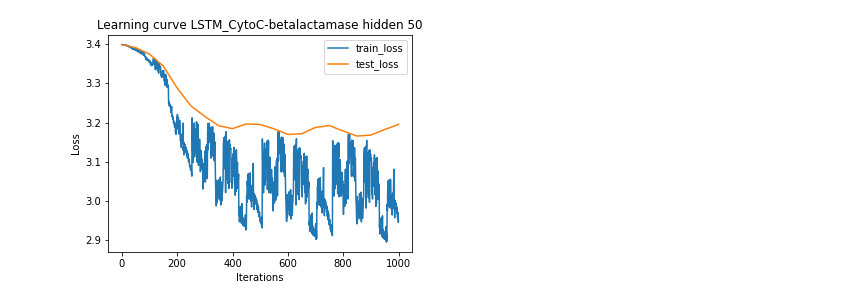 Learning curve LSTM_CytoC-betalactamase hidden 50
3.4
3.3
3.2
3.1
3.0
2.9
Loss
train_loss
test_loss
0 200 400 600 800 1000
Iterations